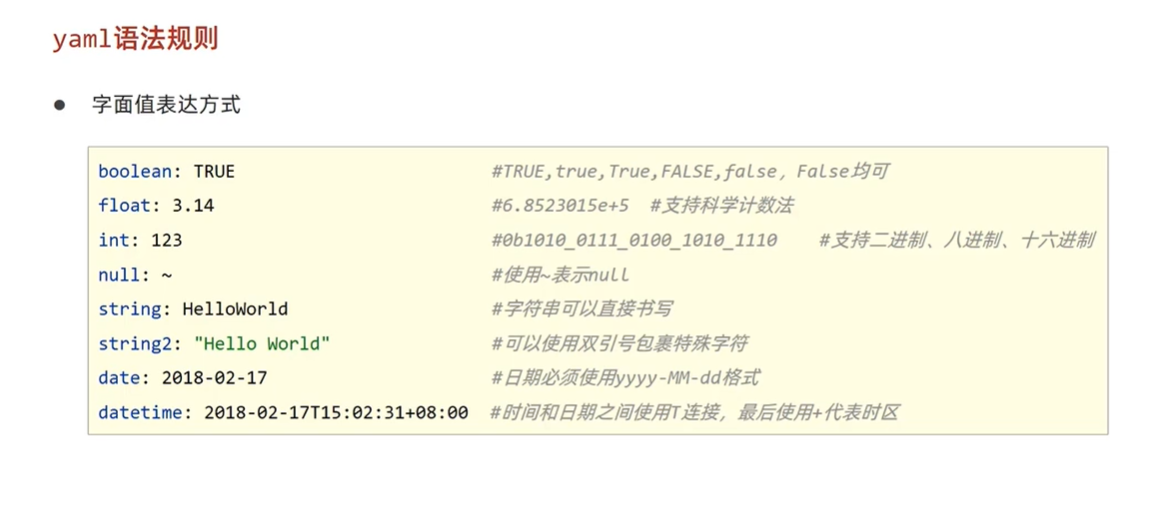 yaml语法规则
● 字面值表达方式
boolean: TRUE #TRUE,true,True,FALSE,false, False均可
float: 3.14 #6.8523015e+5 #支持科学计数法
int: 123 #0b1010_0111_0100_1010_1110 #支持二进制、八进制、十六进制
null: ~ #使用~表示null
string: HelloWorld #字符串可以直接书写
string2: "Hello World" #可以使用双引号包裹特殊字符
date: 2018-02-17 #日期必须使用yyyy-MM-dd格式
datetime: 2018-02-17T15:02:31+08:00 #时间和日期之间使用T连接，最后使用+代表时区